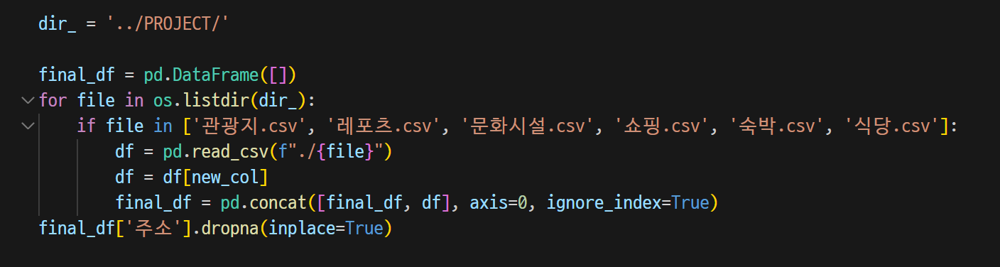 dir_ = '../PROJECT/'
final_df = pd.DataFrame([])
for file in os.listdir(dir_):
    if file in ['관광지.csv', '레포츠.csv', '문화시설.csv', '쇼핑.csv', '숙박.csv', '식당.csv']:
        df = pd.read_csv(f"./{file}")
        df = df[new_col]
        final_df = pd.concat([final_df, df], axis=0, ignore_index=True)
final_df['주소'].dropna(inplace=True)